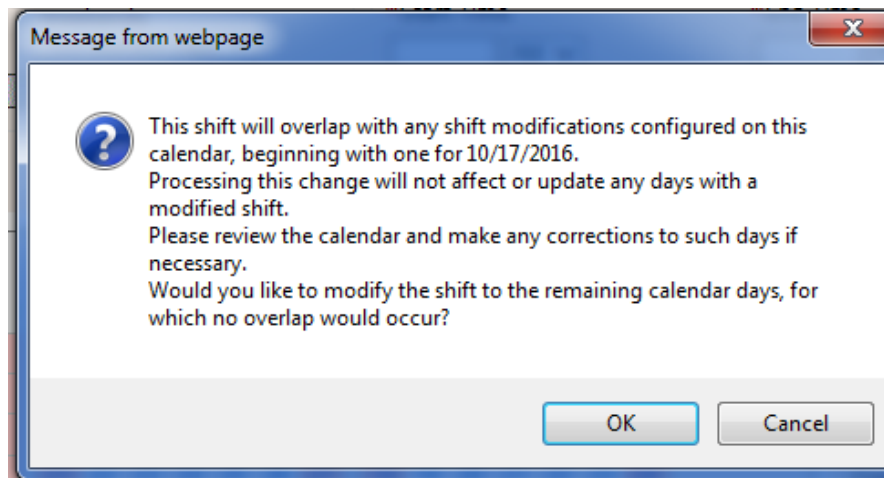 Message from webpage
This shift will overlap with any shift modifications configured on this
calendar, beginning with one for 10/17/2016.
Processing this change will not affect or update any days with a
modified shift.
Please review the calendar and make any corrections to such days if
necessary.
Would you like to modify the shift to the remaining calendar days, for
which no overlap would occur?
OK
Cancel